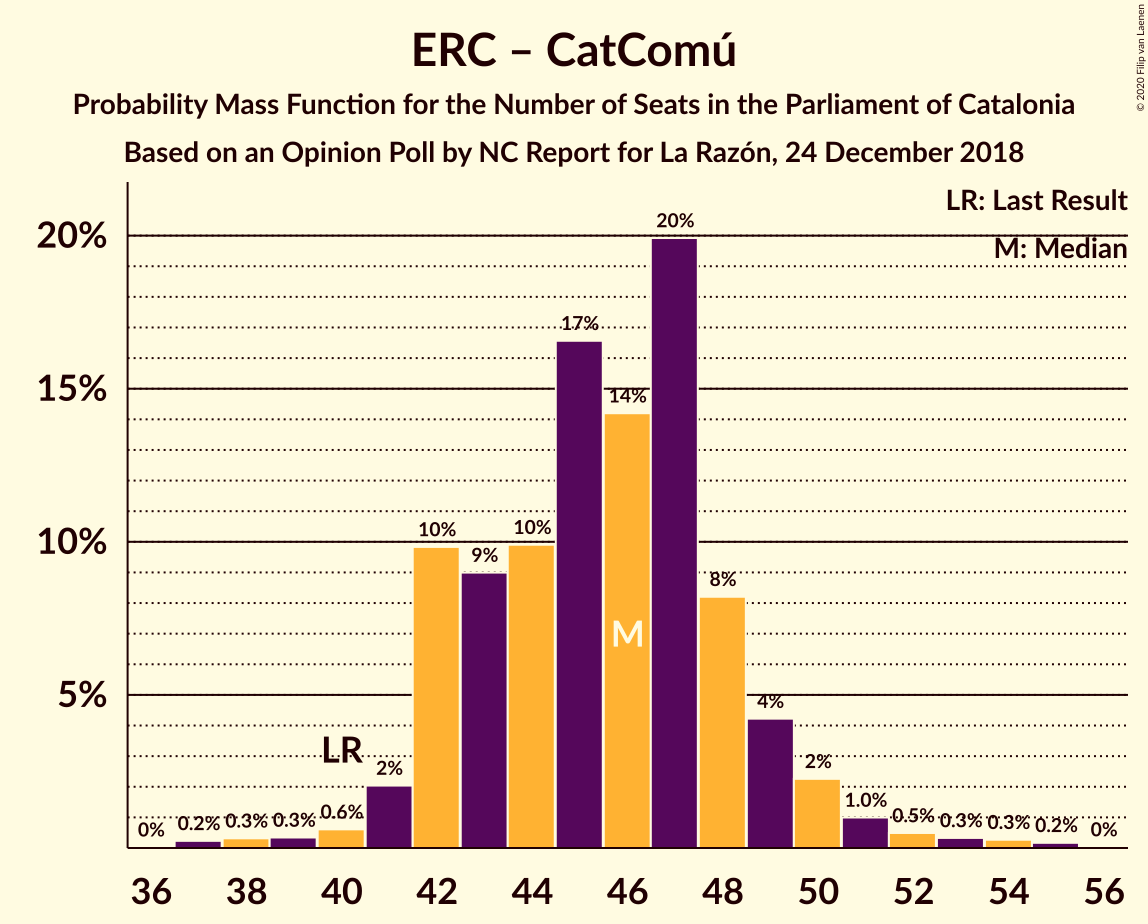 ERC – CatComú
Probability Mass Function for the Number of Seats in the Parliament of Catalonia
Based on an Opinion Poll by NC Report for La Razón, 24 December 2018
© 2020 Filip van Laenen
LR: Last Result
M: Median
20%
15%
10%
5%
0%
0.2%
0.3%
0.3%
0.6%
LR
2%
10%
9%
10%
17%
14%
M
20%
8%
4%
2%
1.0%
0.5%
0.3%
0.3%
0.2%
0%
36 38 40 42 44 46 48 50 52 54 56